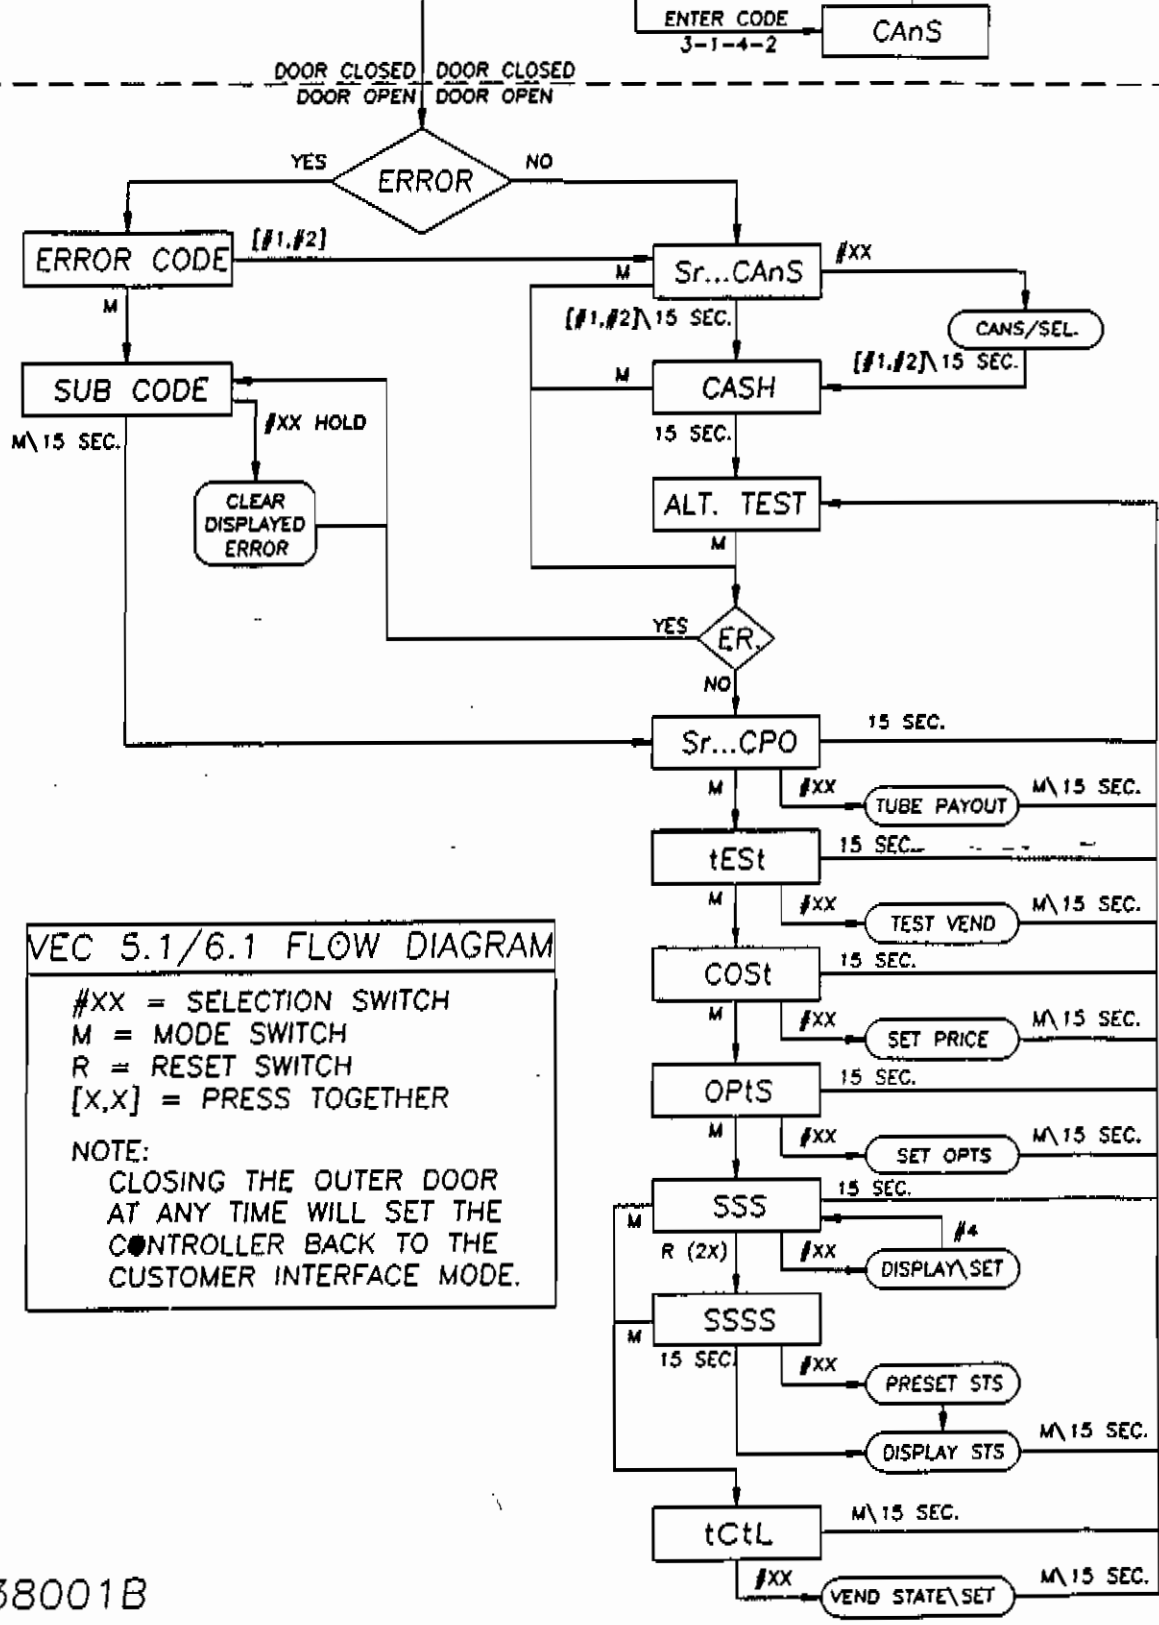 ENTER CODE
3-1-4-2
CAnS
DOOR CLOSED DOOR CLOSED
DOOR OPEN DOOR OPEN
YES
ERROR
NO
ERROR CODE
[#1,#2]
M
Sr...CAnS
#XX
M
[#1,#2]\15 SEC.
CANS/SEL.
[#1,#2]\15 SEC.
SUB CODE
M
CASH
#XX HOLD
M\15 SEC.
15 SEC.
CLEAR
DISPLAYED
ERROR
ALT. TEST
M
YES
ER.
NO
Sr...CPO
15 SEC.
M
#XX
TUBE PAYOUT
M\15 SEC.
tESt
15 SEC.
M
#XX
TEST VEND
M\15 SEC.
COSt
15 SEC.
M
#XX
SET PRICE
M\15 SEC.
OPtS
15 SEC.
M
#XX
SET OPTS
M\15 SEC.
SSS
15 SEC.
M
R (2X)
#XX
#4
DISPLAY\SET
SSSS
M
15 SEC.
#XX
PRESET STS
DISPLAY STS
M\15 SEC.
tCtL
M\15 SEC.
#XX
VEND STATE\SET
M\15 SEC.
VEC 5.1/6.1 FLOW DIAGRAM
#XX = SELECTION SWITCH
M = MODE SWITCH
R = RESET SWITCH
[X,X] = PRESS TOGETHER
NOTE:
CLOSING THE OUTER DOOR
AT ANY TIME WILL SET THE
CONTROLLER BACK TO THE
CUSTOMER INTERFACE MODE.
38001B